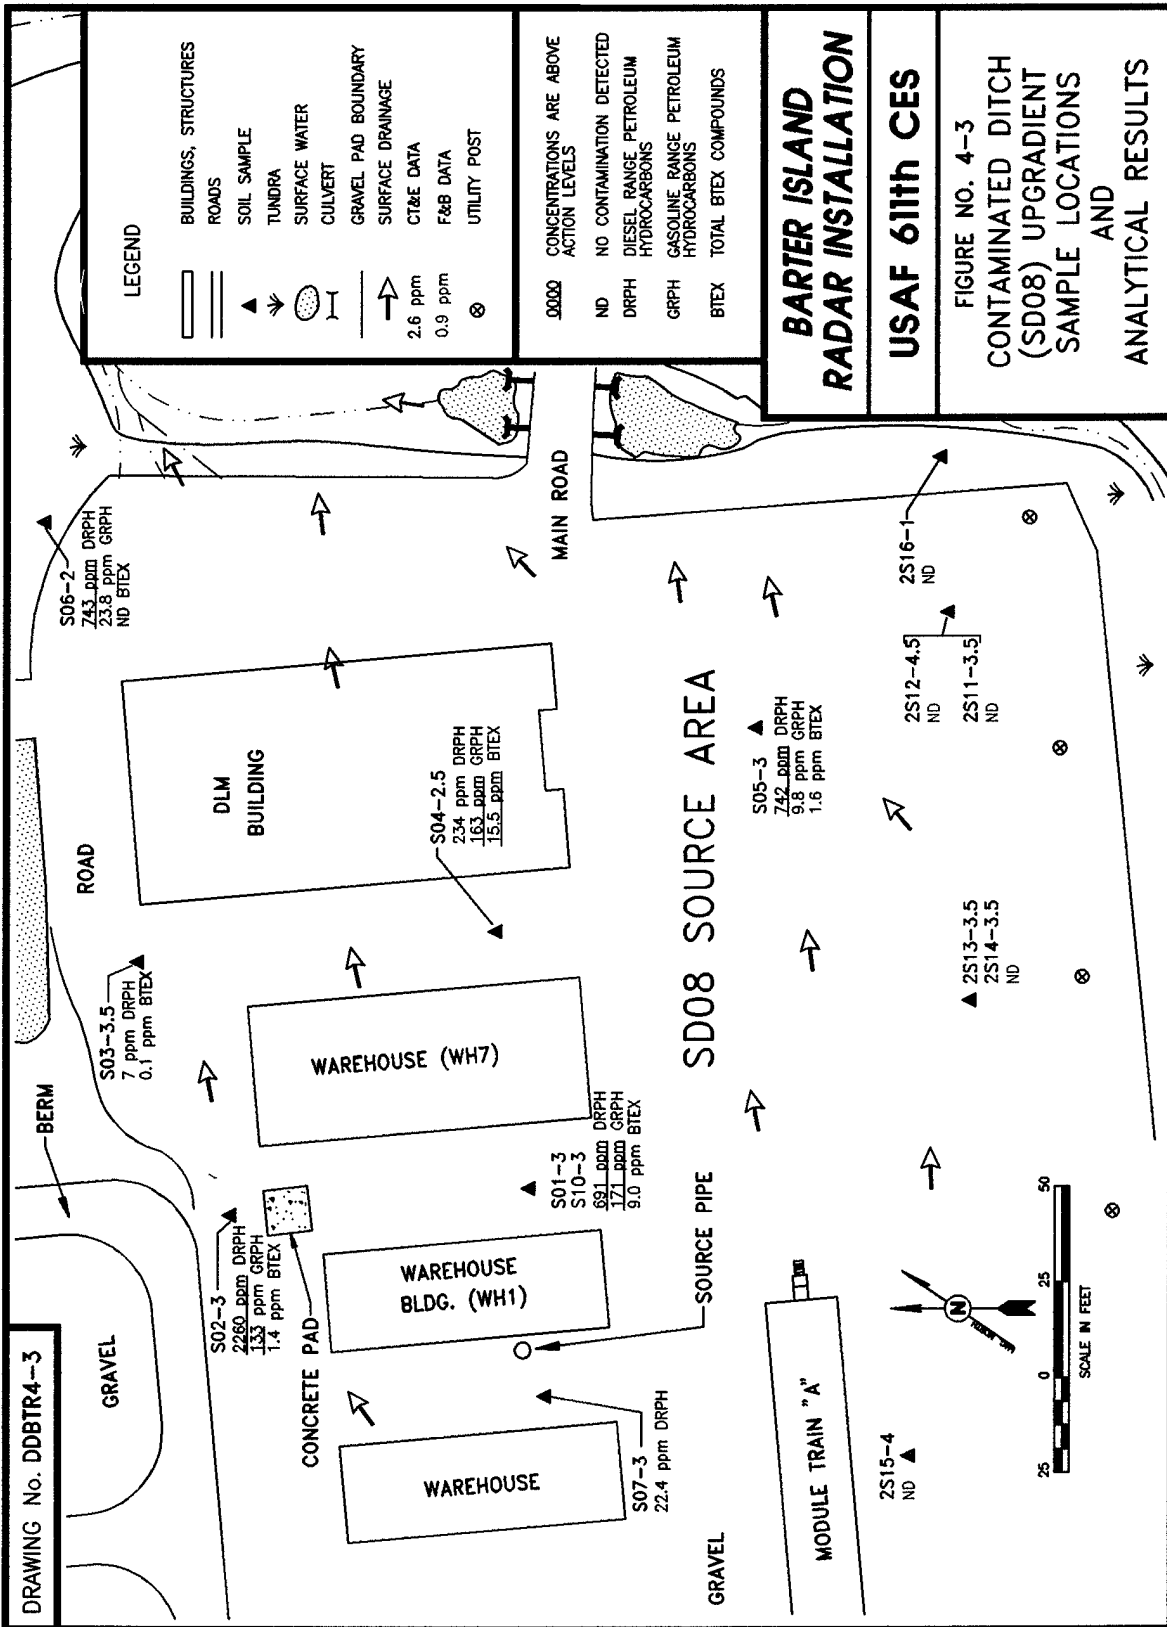 DRAWING No. DDBTR4-3
GRAVEL
BERM
ROAD
S06-2
743 ppm DRPH
23.8 ppm GRPH
ND BTEX
S02-3
2260 ppm DRPH
133 ppm GRPH
1.4 ppm BTEX
S03-3.5
7 ppm DRPH
0.1 ppm BTEX
DLM
BUILDING
CONCRETE PAD
WAREHOUSE (WH7)
S04-2.5
234 ppm DRPH
163 ppm GRPH
15.5 ppm BTEX
WAREHOUSE
WAREHOUSE
BLDG. (WH1)
S01-3
S10-3
691 ppm DRPH
171 ppm GRPH
9.0 ppm BTEX
MAIN ROAD
S07-3
22.4 ppm DRPH
SOURCE PIPE
SD08 SOURCE AREA
GRAVEL
S05-3
742 ppm DRPH
9.8 ppm GRPH
1.6 ppm BTEX
MODULE TRAIN "A"
2S15-4
ND
N
2S16-1
ND
2S12-4.5
ND
2S11-3.5
ND
2S13-3.5
2S14-3.5
ND
25 0 25 50
SCALE IN FEET
LEGEND
BUILDINGS, STRUCTURES
ROADS
SOIL SAMPLE
TUNDRA
SURFACE WATER
CULVERT
GRAVEL PAD BOUNDARY
SURFACE DRAINAGE
2.6 ppm CT&E DATA
0.9 ppm F&B DATA
UTILITY POST
0000 CONCENTRATIONS ARE ABOVE
ACTION LEVELS
ND NO CONTAMINATION DETECTED
DRPH DIESEL RANGE PETROLEUM
HYDROCARBONS
GRPH GASOLINE RANGE PETROLEUM
HYDROCARBONS
BTEX TOTAL BTEX COMPOUNDS
BARTER ISLAND
RADAR INSTALLATION
USAF 611th CES
FIGURE NO. 4-3
CONTAMINATED DITCH
(SD08) UPGRADIENT
SAMPLE LOCATIONS
AND
ANALYTICAL RESULTS